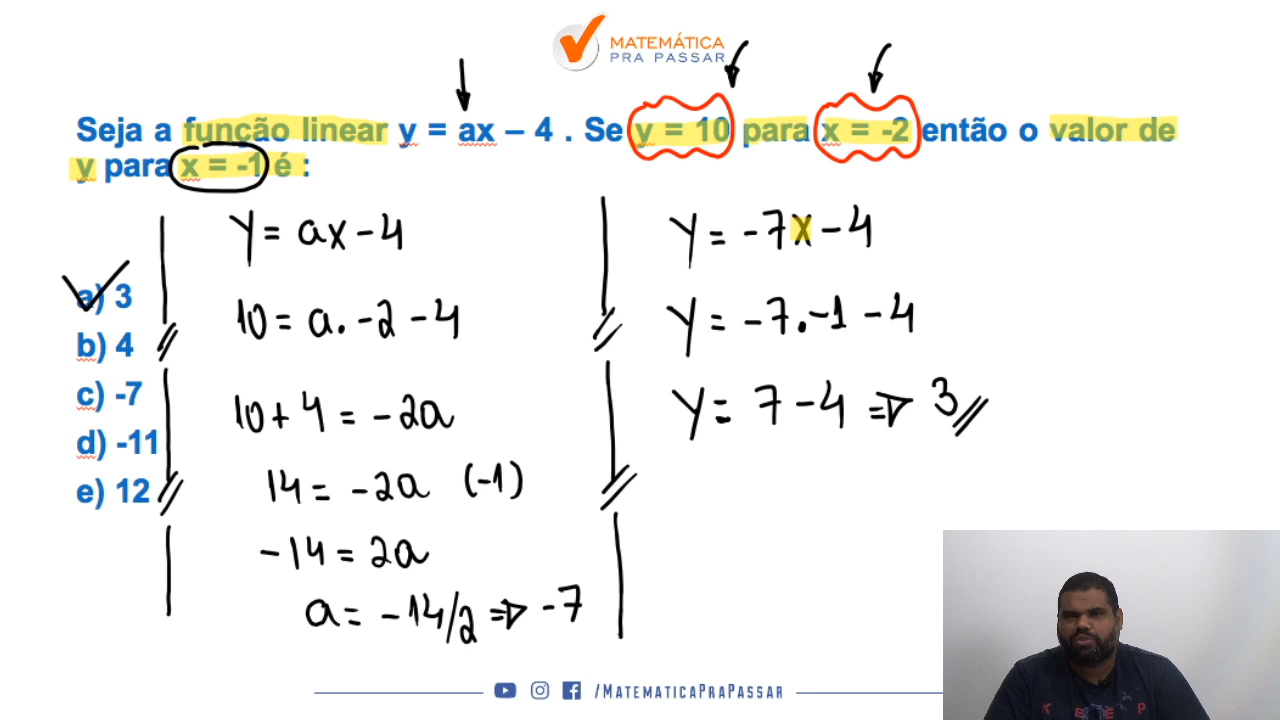 MATEMÁTICA
PRA PASSAR
Seja a função linear y = ax – 4 . Se y = 10 para x = -2 então o valor de
y para x = -1 é :
a) 3
b) 4
c) -7
d) -11
e) 12
Y = ax - 4
10 = a. -2 - 4
10 + 4 = -2a
14 = -2a (-1)
-14 = 2a
a = -14/2 => -7
Y = -7x - 4
Y = -7.-1 - 4
Y = 7 - 4 => 3//
/MATEMATICAPRAPASSAR